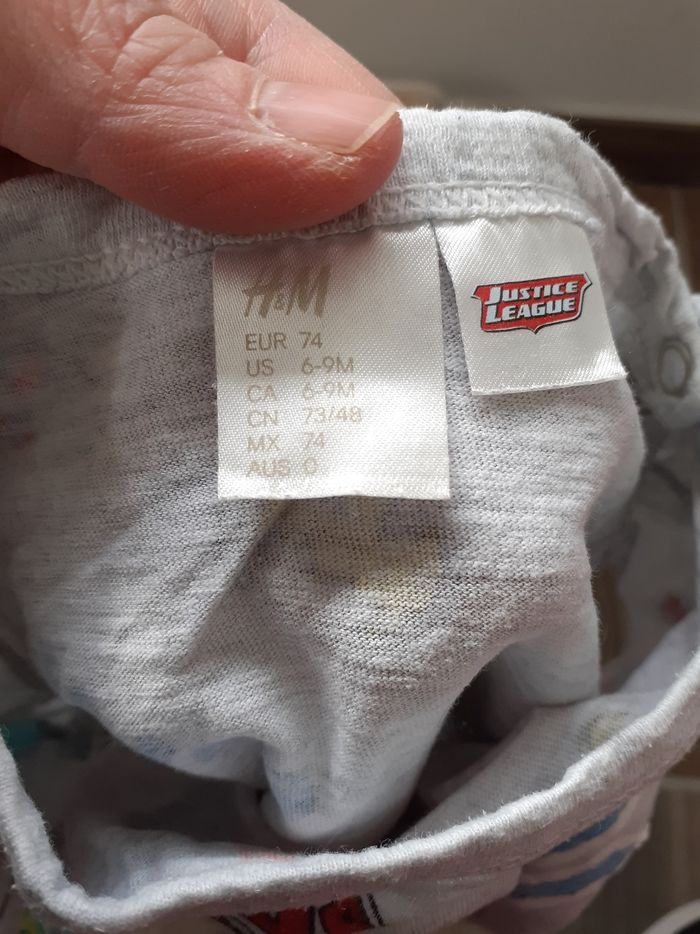 H&M
EUR 74
US 6-9M
CA 6-9M
CN 73/48
MX 74
AUS 0
JUSTICE
LEAGUE